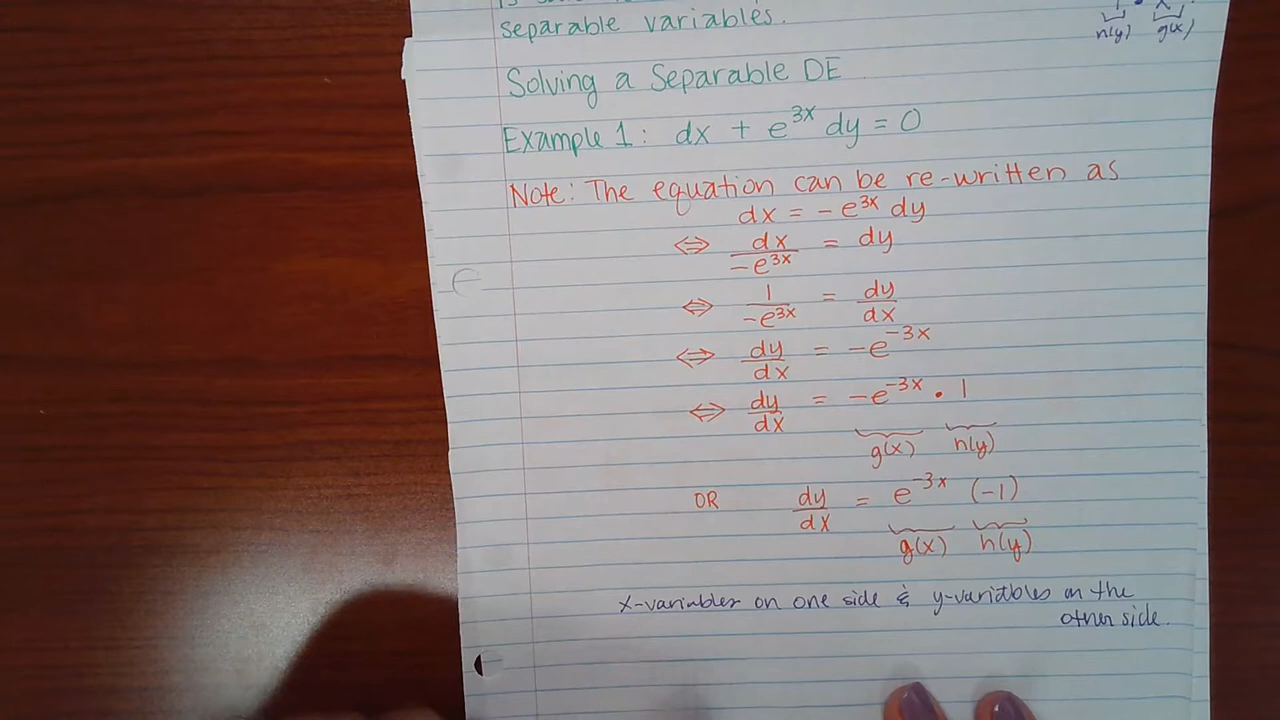 separable variables.
h(y) g(x)
Solving a Separable DE
Example 1: dx + e^{3x} dy = 0
Note: The equation can be re-written as
dx = -e^{3x} dy
⇔ dx/-e^{3x} = dy
⇔ 1/-e^{3x} = dy/dx
⇔ dy/dx = -e^{-3x}
⇔ dy/dx = -e^{-3x} • 1
g(x) h(y)
OR dy/dx = e^{-3x} (-1)
g(x) h(y)
x-variables on one side & y-variables on the
other side.